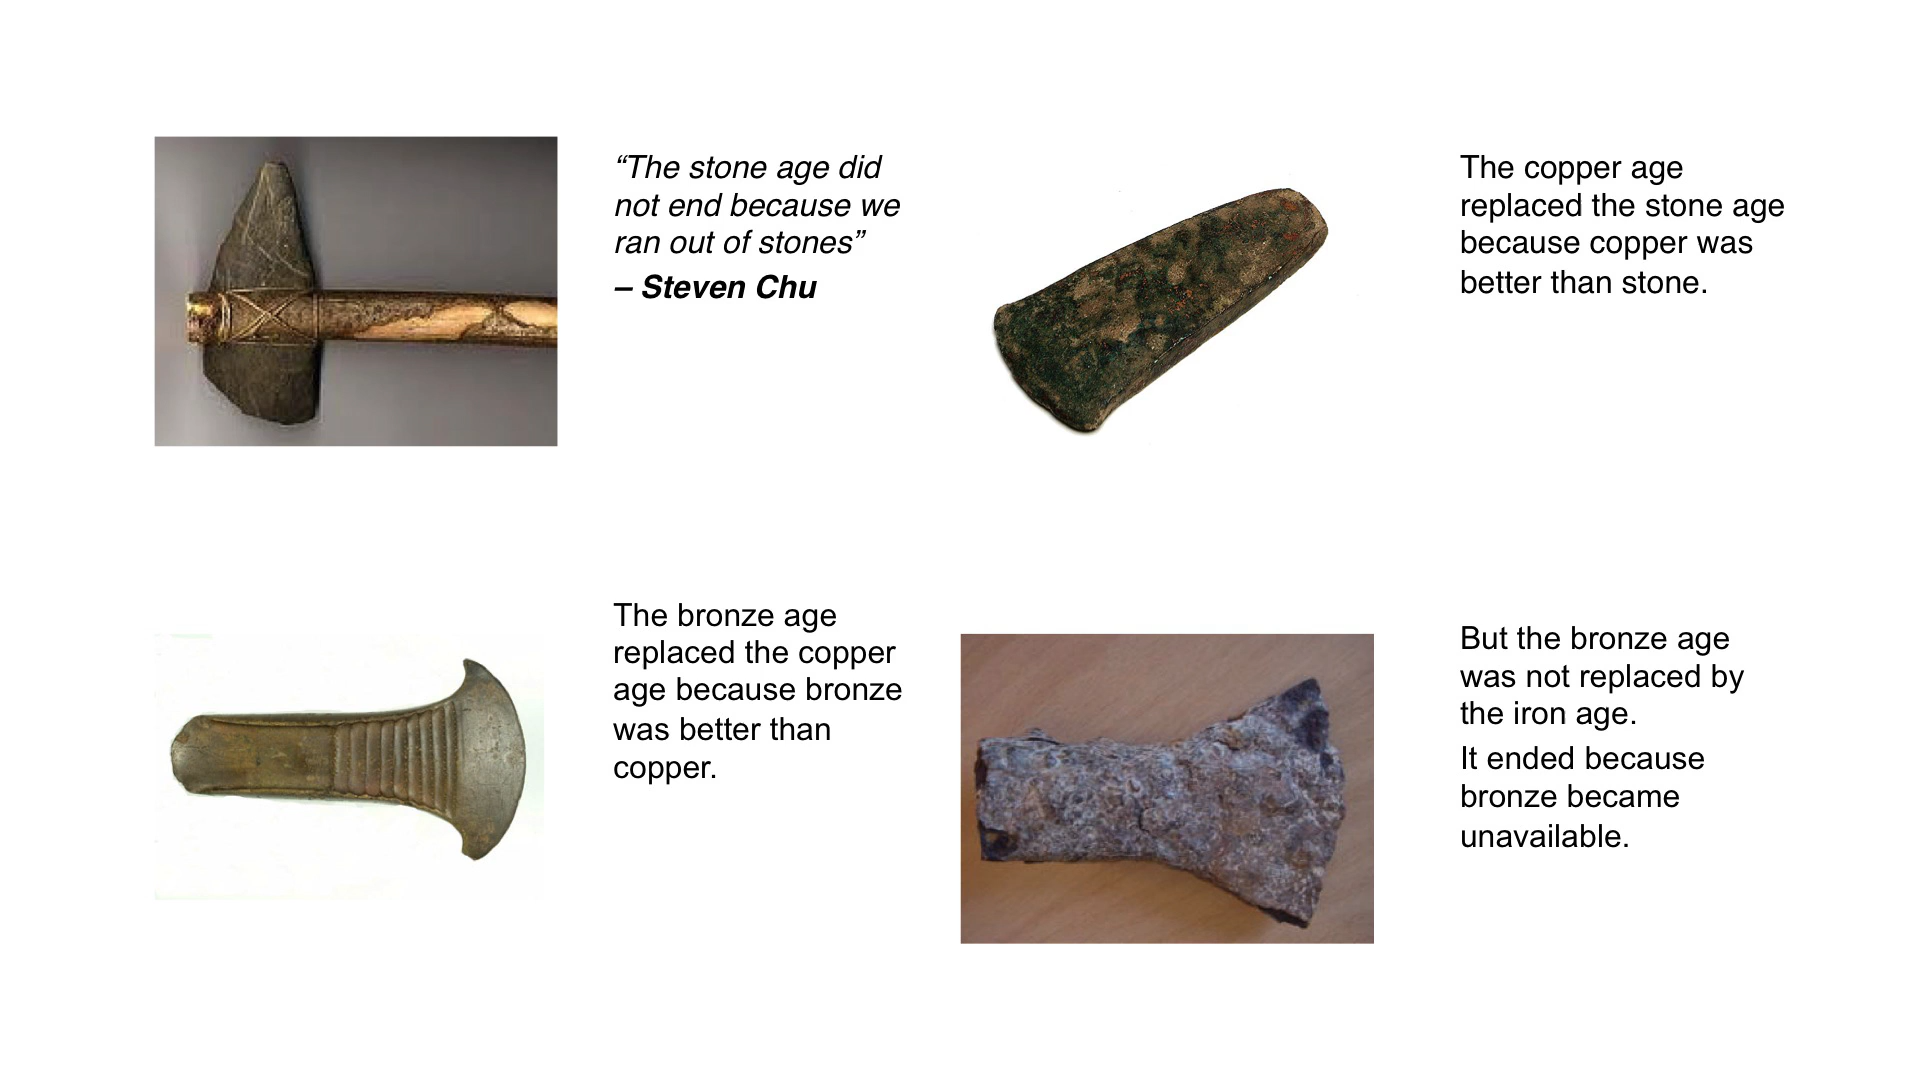 “The stone age did
not end because we
ran out of stones”
– Steven Chu
The copper age
replaced the stone age
because copper was
better than stone.
The bronze age
replaced the copper
age because bronze
was better than
copper.
But the bronze age
was not replaced by
the iron age.
It ended because
bronze became
unavailable.